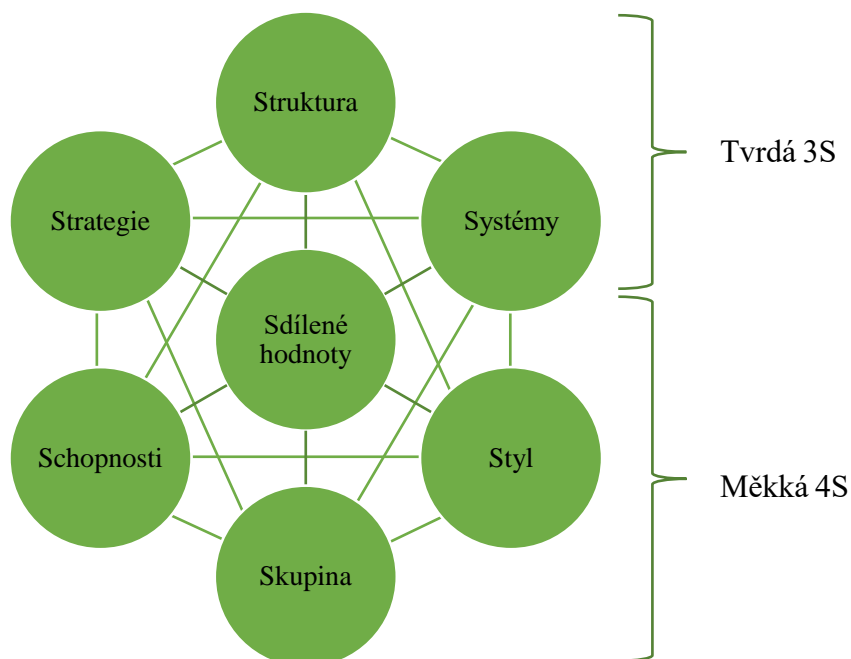 Struktura
Tvrdá 3S
Strategie
Systémy
Sdílené
hodnoty
Schopnosti
Styl
Měkká 4S
Skupina